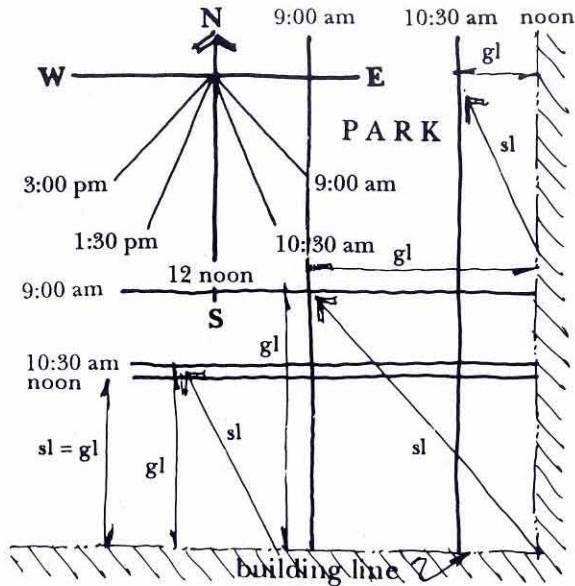 N 9:00 am 10:30 am noon
gl
W E
PARK
sl
3:00 pm 9:00 am
1:30 pm 10:30 am
gl
12 noon
9:00 am
S
gl
10:30 am
noon
sl sl
sl = gl gl
building line